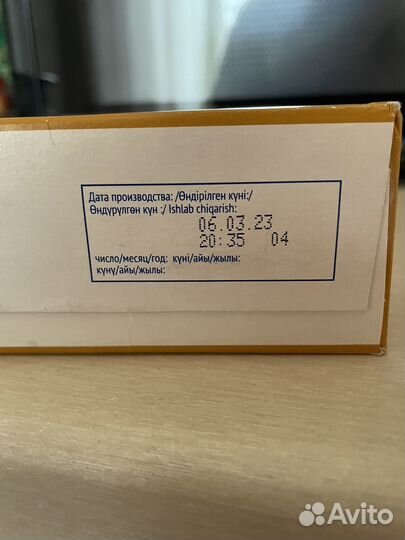 Дата производства: /Өндірілген күні:/
Өндүрүлгөн күн :/ Ishlab chiqarish:
06.03.23
20:35 04
число/месяц/год: күні/айы/жылы:
күнү/айы/жылы:
Avito